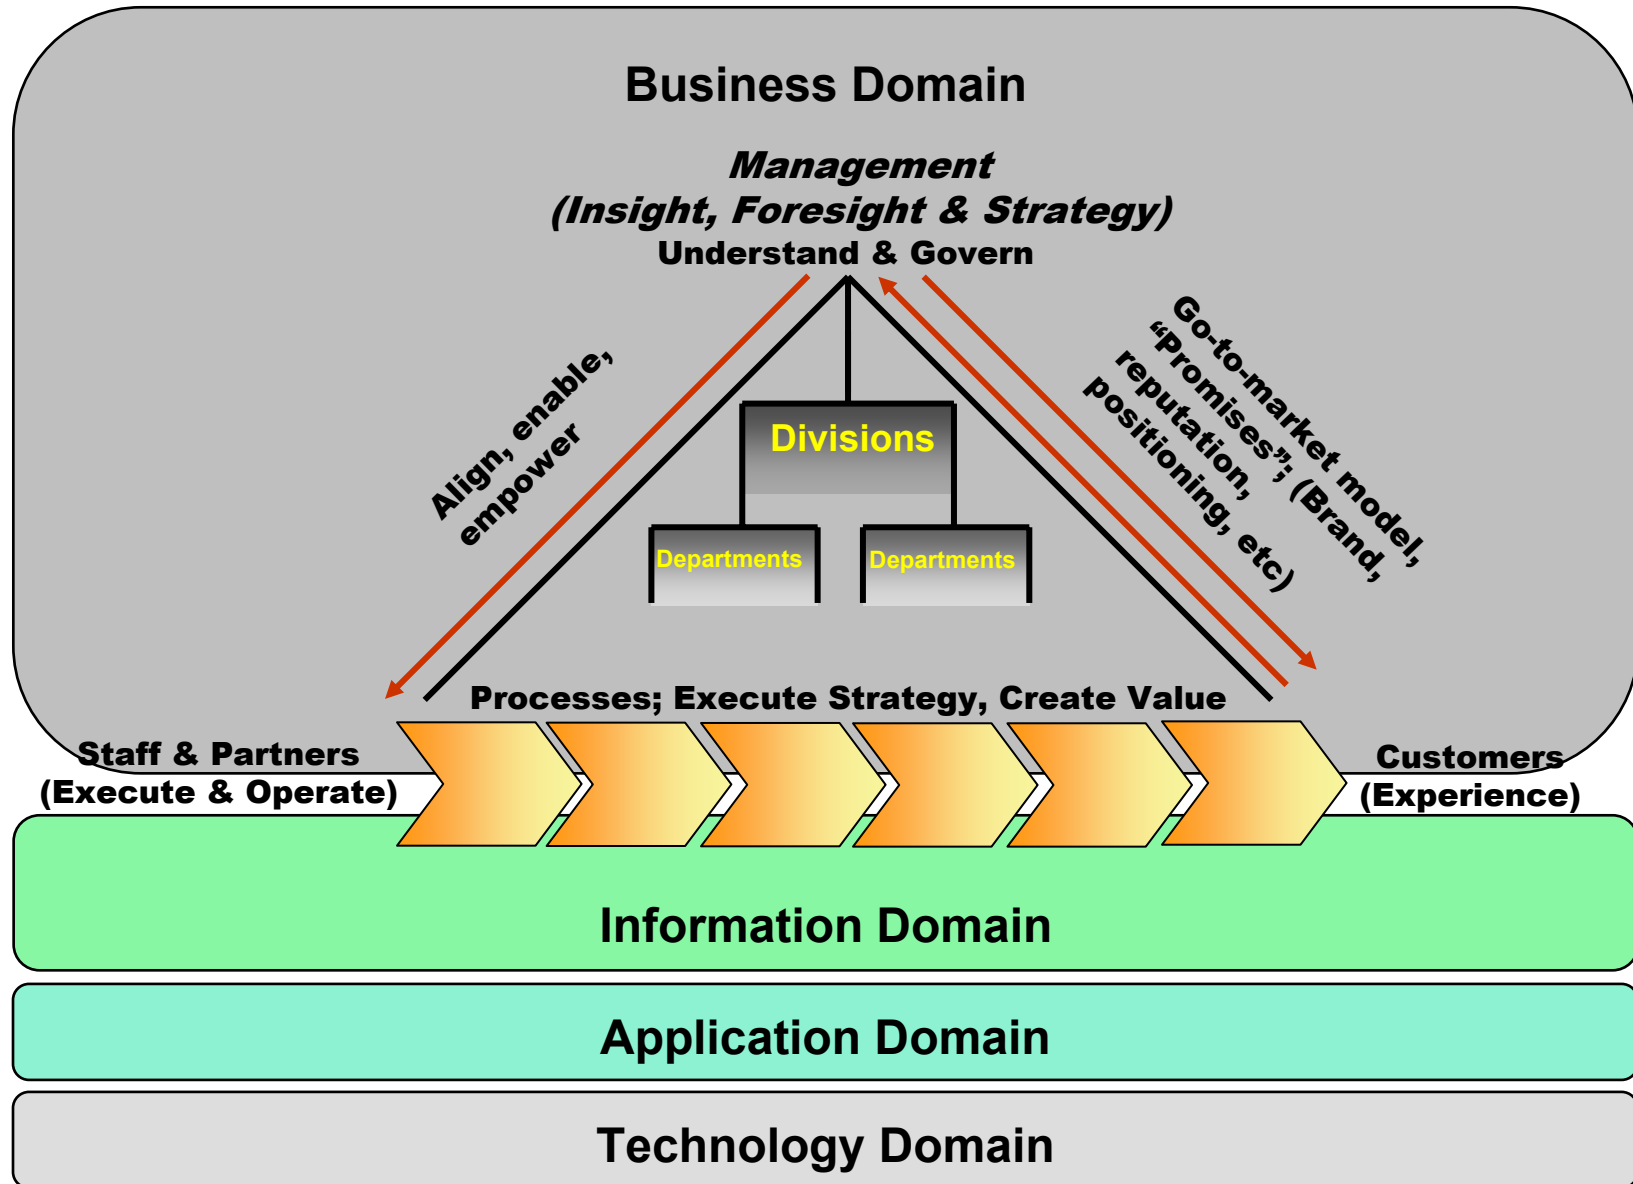 Business Domain
Management
(Insight, Foresight & Strategy)
Understand & Govern
Align, enable,
empower
Go-to-market model,
“Promises”; (Brand,
reputation,
positioning, etc)
Divisions
Departments
Departments
Processes; Execute Strategy, Create Value
Staff & Partners
(Execute & Operate)
Customers
(Experience)
Information Domain
Application Domain
Technology Domain